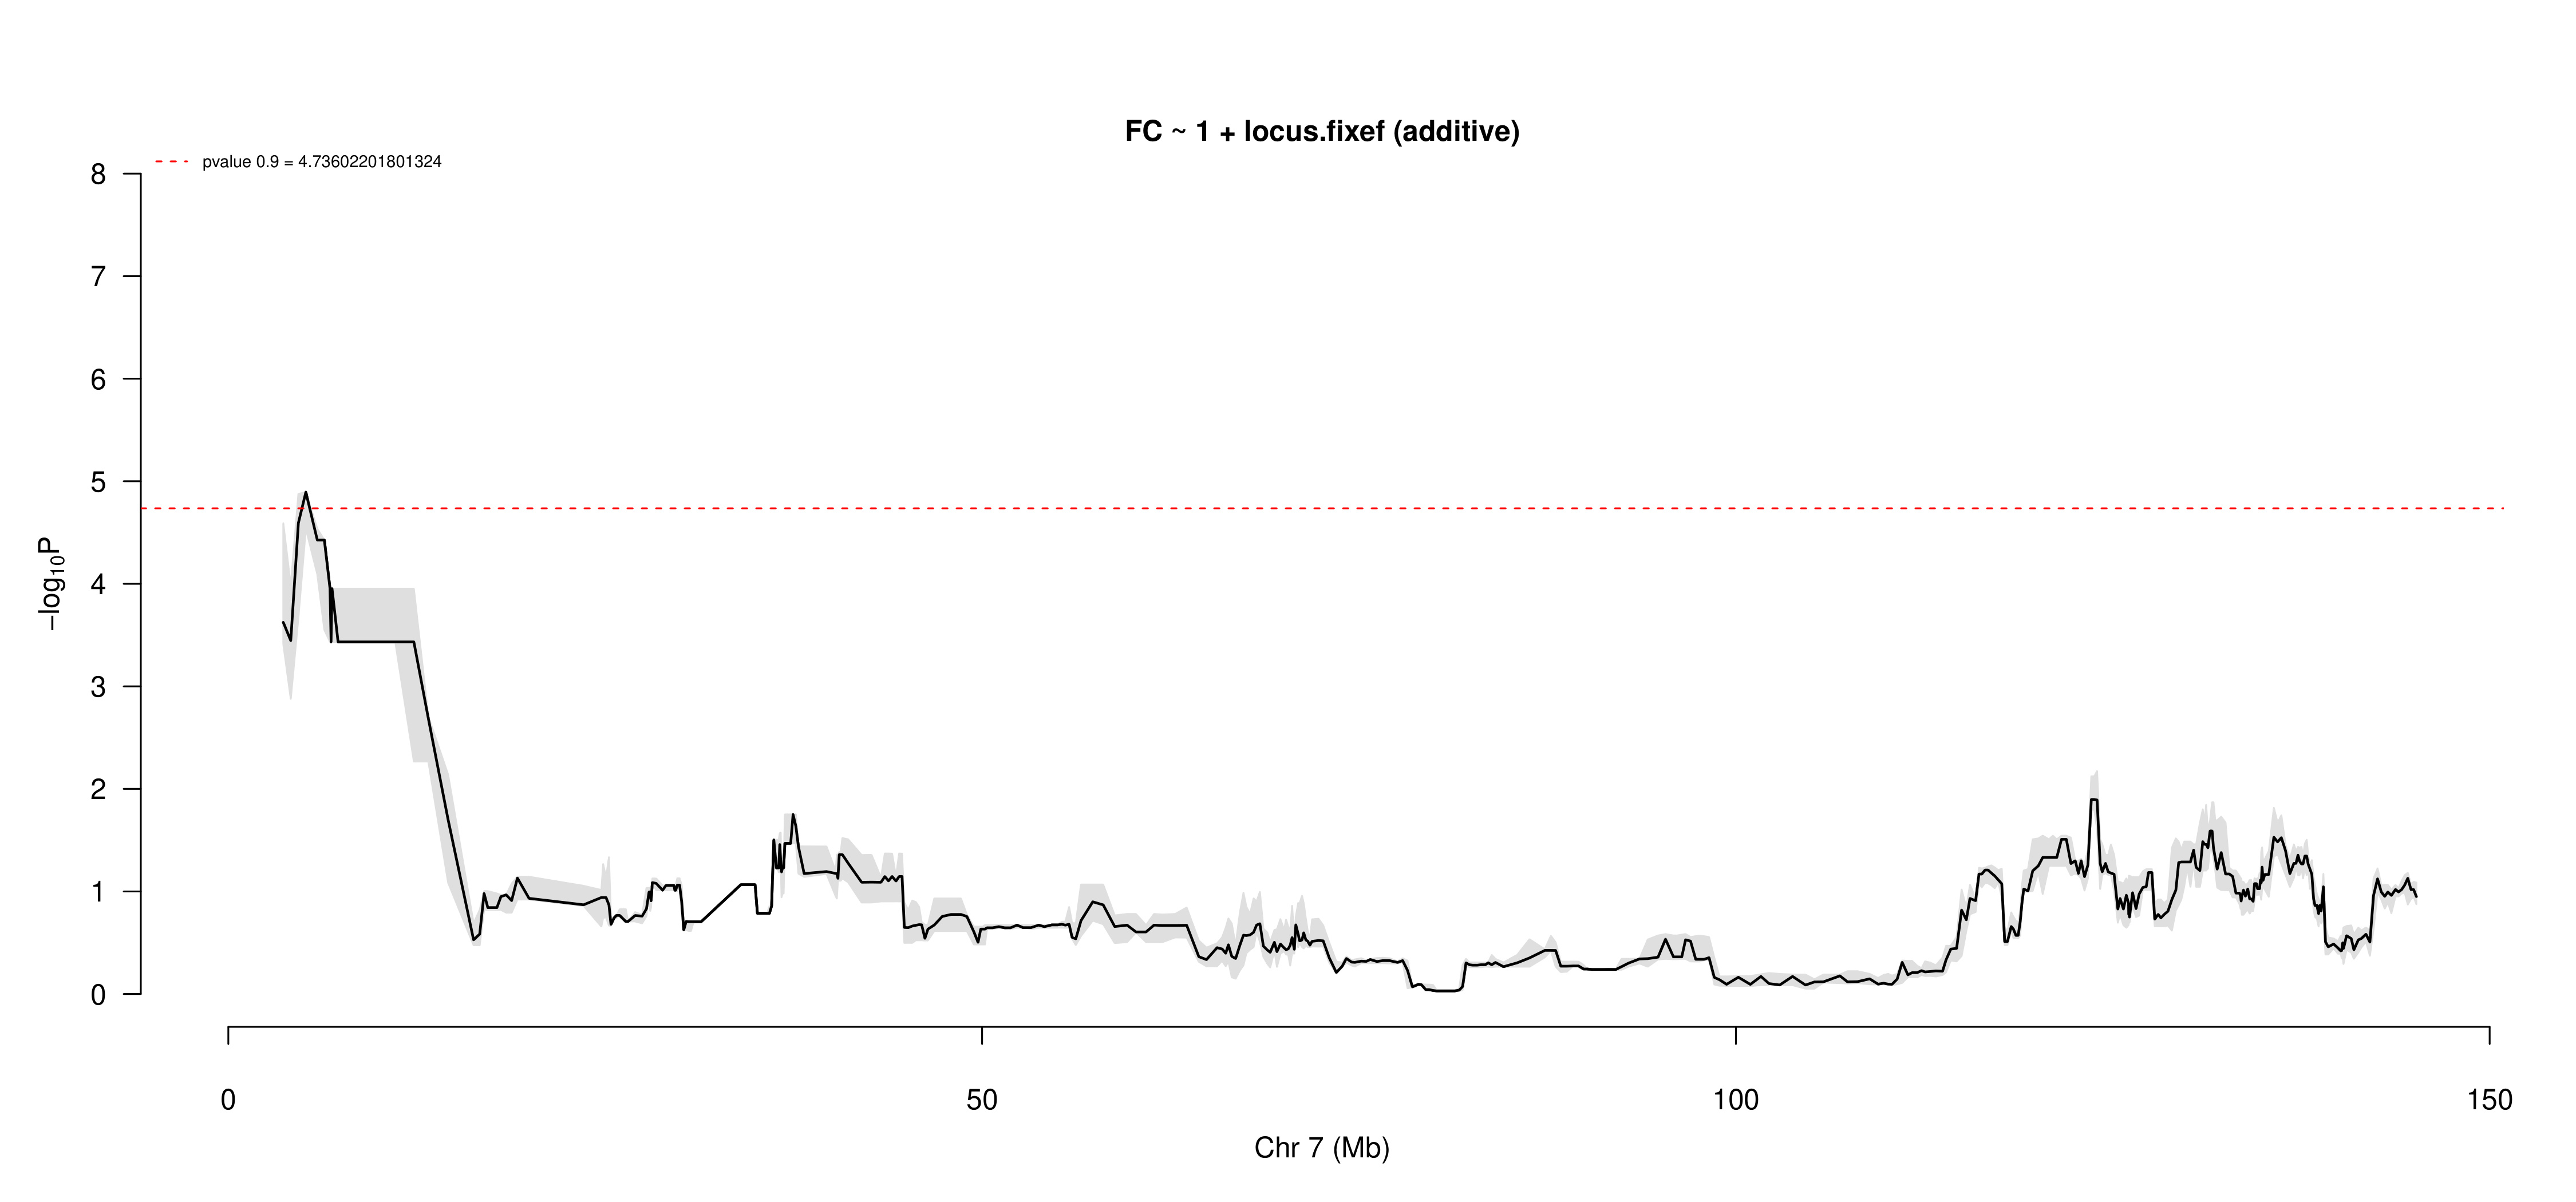 FC ~ 1 + locus.fixef (additive)
pvalue 0.9 = 4.73602201801324
8
7
6
5
4
3
2
1
0
−log10P
0 50 100 150
Chr 7 (Mb)